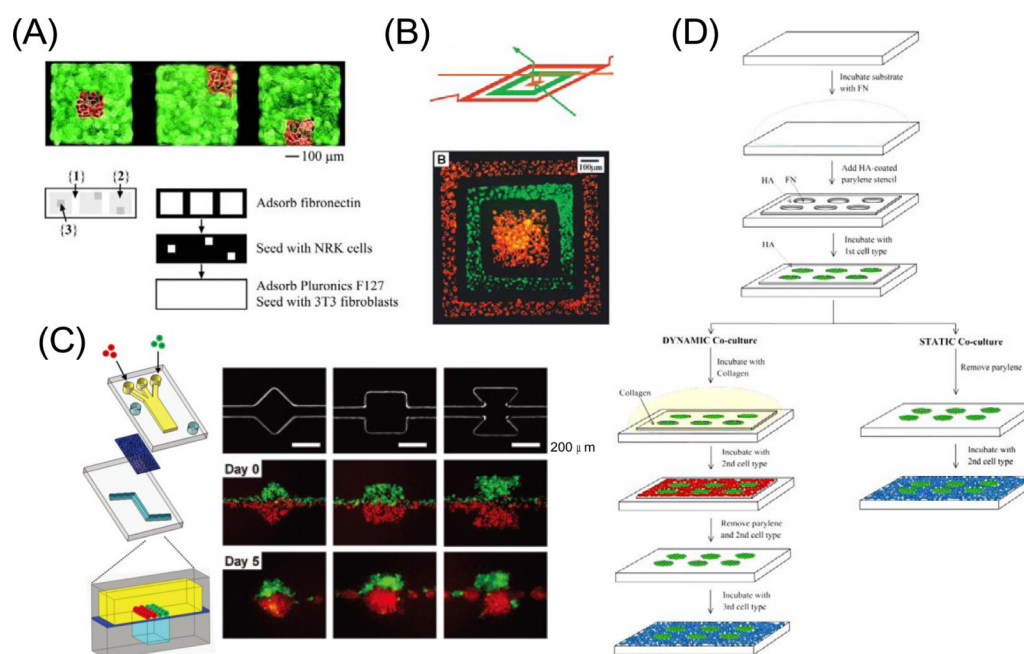 (A)
100 μm
{1}
{2}
{3}
Adsorb fibronectin
Seed with NRK cells
Adsorb Pluronics F127
Seed with 3T3 fibroblasts
(B)
B
100μm
(C)
200 μm
Day 0
Day 5
(D)
Incubate substrate
with FN
Add HA-coated
parylene stencil
HA
FN
Incubate with
1st cell type
HA
DYNAMIC Co-culture
Incubate with
Collagen
Collagen
Incubate with
2nd cell type
Remove parylene
and 2nd cell type
Incubate with
3rd cell type
STATIC Co-culture
Remove parylene
Incubate with
2nd cell type